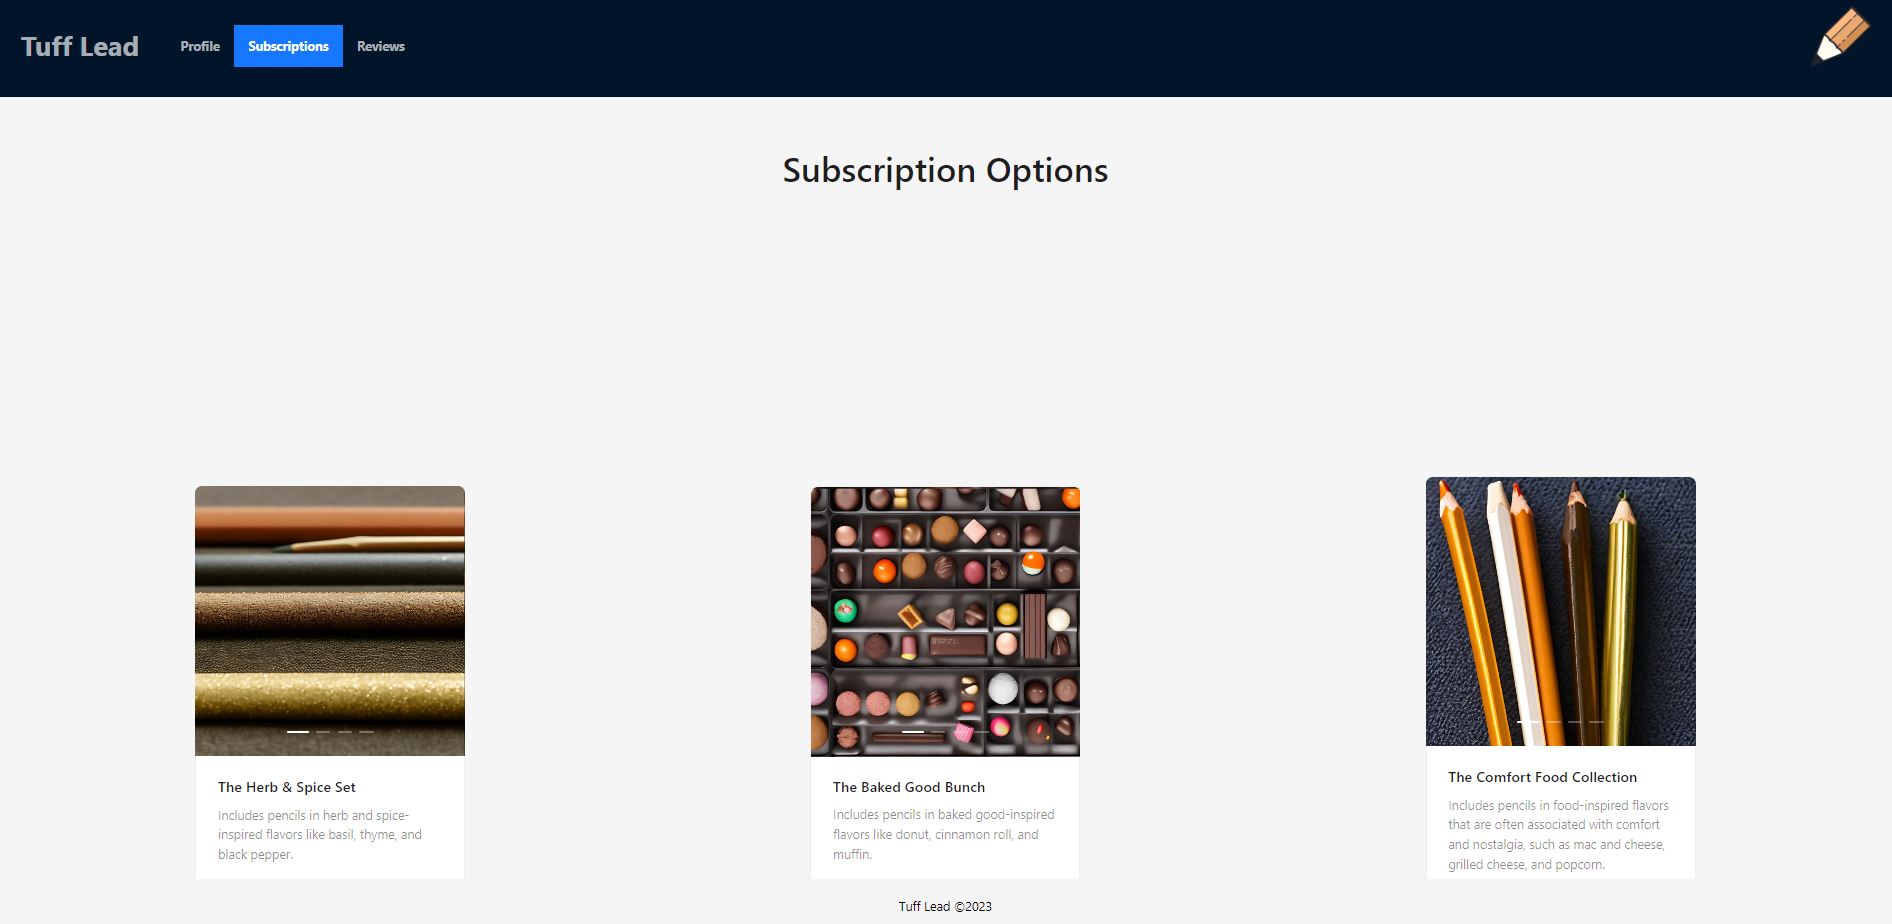 Tuff Lead
Profile
Subscriptions
Reviews
Subscription Options
The Herb & Spice Set
Includes pencils in herb and spice-
inspired flavors like basil, thyme, and
black pepper.
The Baked Good Bunch
Includes pencils in baked good-inspired
flavors like donut, cinnamon roll, and
muffin.
The Comfort Food Collection
Includes pencils in food-inspired flavors
that are often associated with comfort
and nostalgia, such as mac and cheese,
grilled cheese, and popcorn.
Tuff Lead ©2023